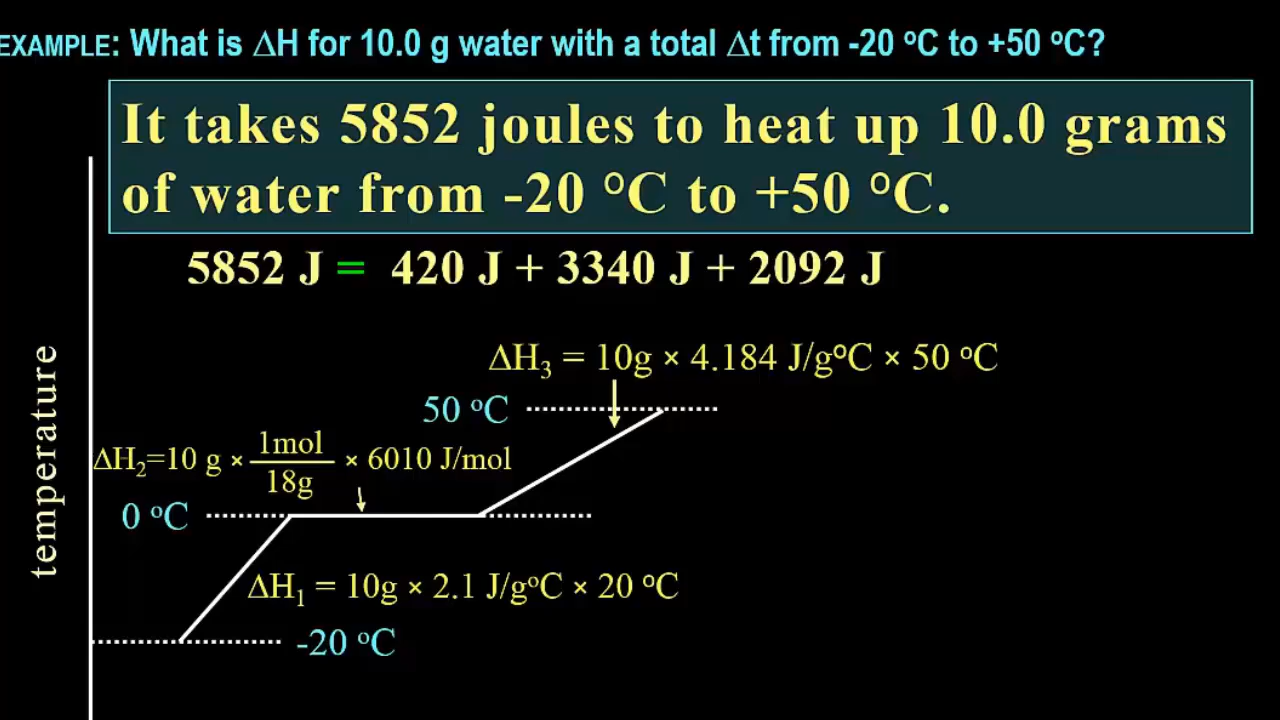 EXAMPLE: What is ΔH for 10.0 g water with a total Δt from -20 ºC to +50 ºC?
It takes 5852 joules to heat up 10.0 grams
of water from -20 ºC to +50 ºC.
5852 J = 420 J + 3340 J + 2092 J
ΔH₃ = 10g × 4.184 J/gºC × 50 ºC
50 ºC
ΔH₂=10 g × 1mol/18g × 6010 J/mol
0 ºC
ΔH₁ = 10g × 2.1 J/gºC × 20 ºC
-20 ºC
temperature